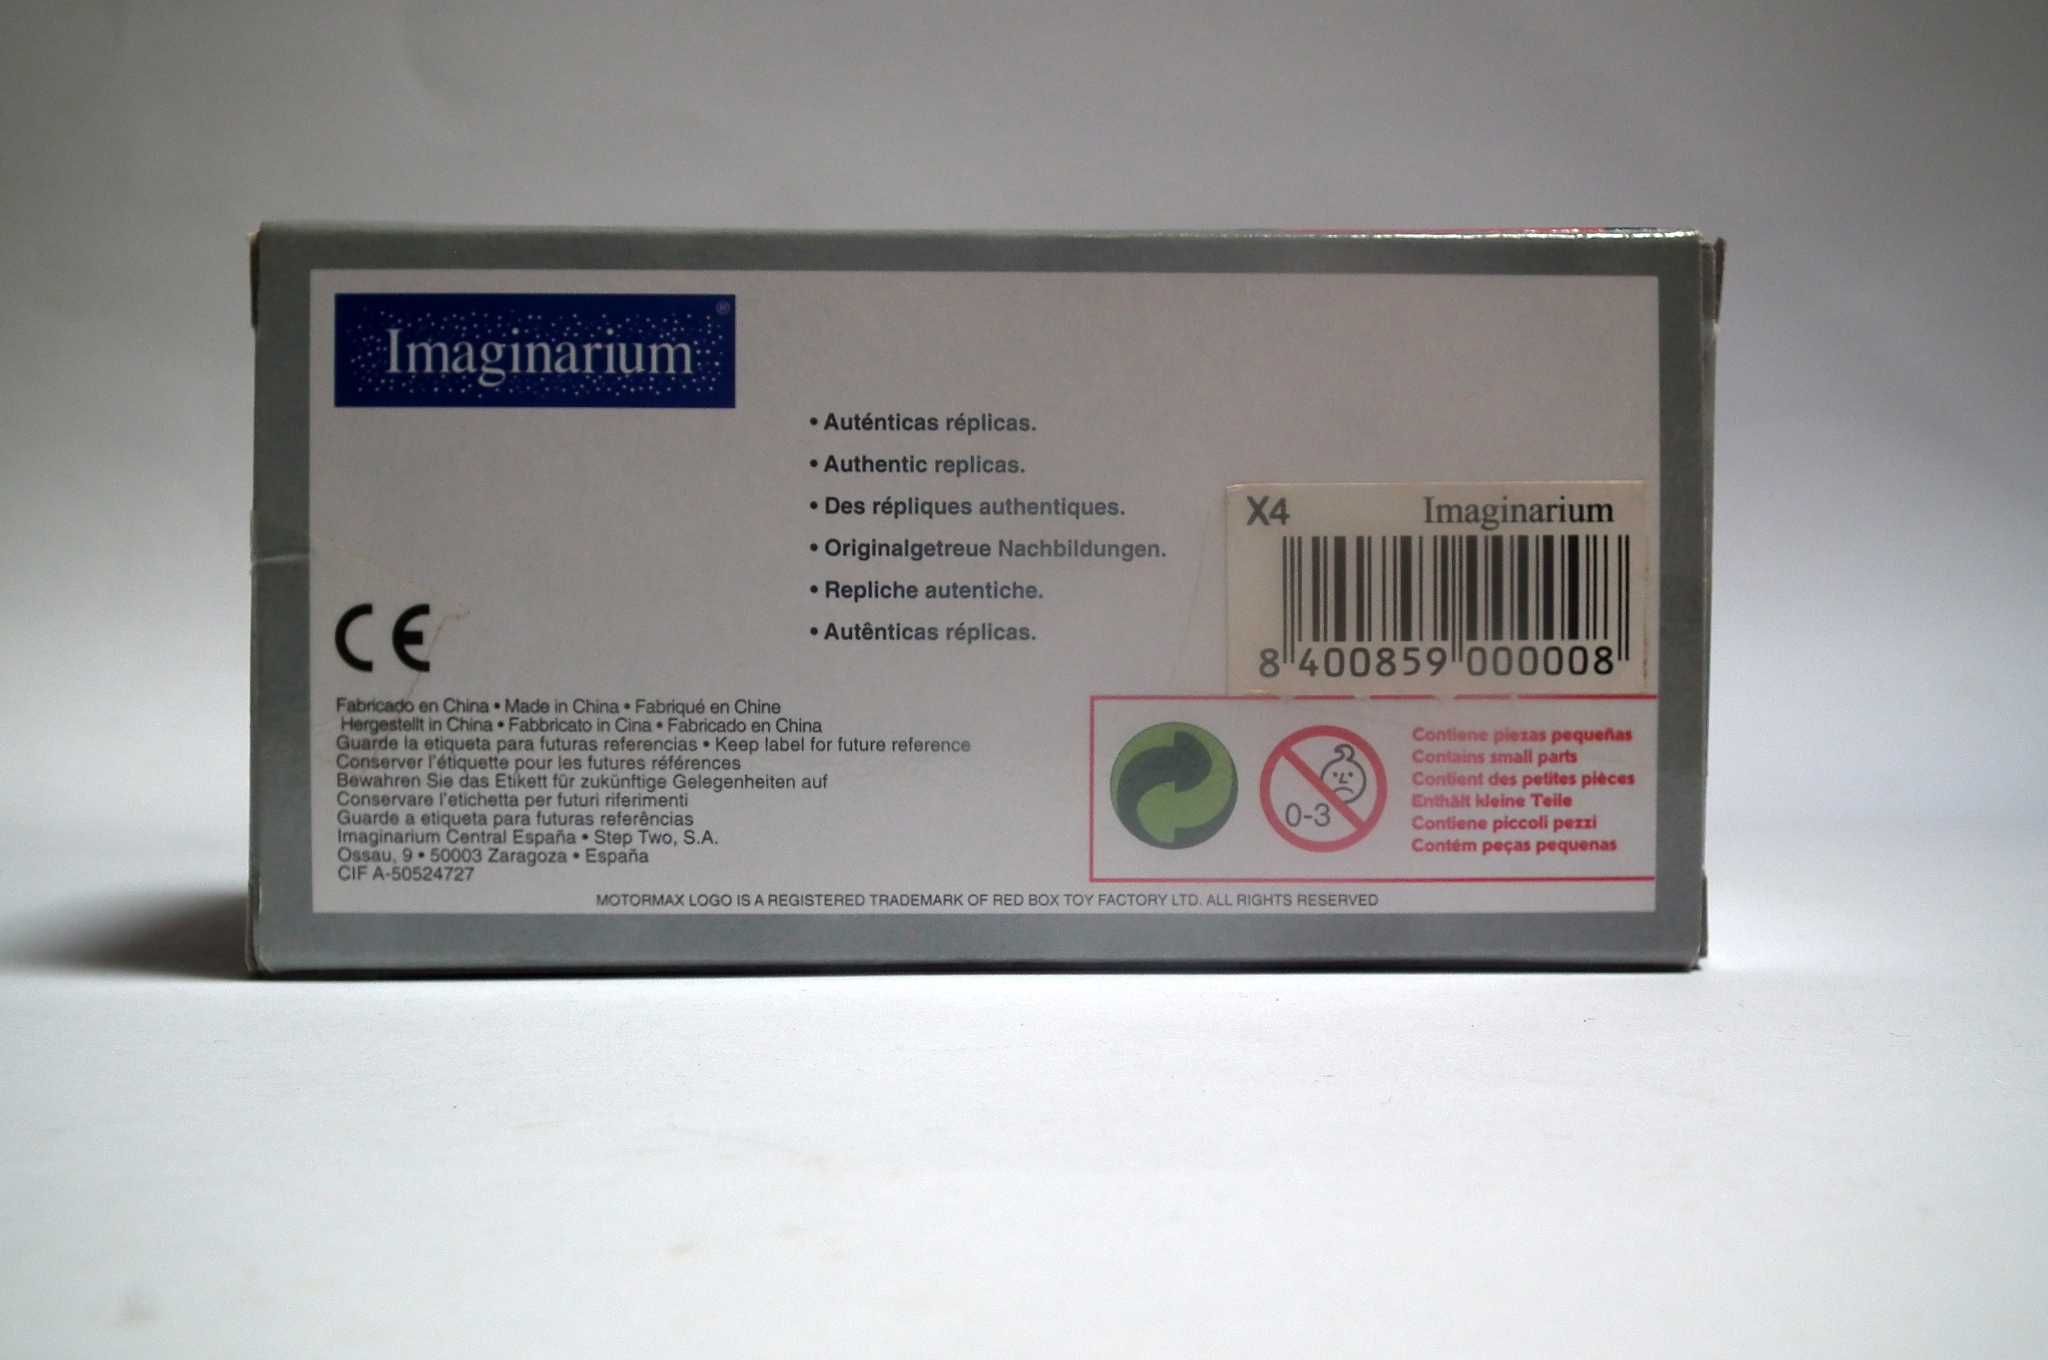 Imaginarium®
• Auténticas réplicas.
• Authentic replicas.
• Des répliques authentiques.
• Originalgetreue Nachbildungen.
• Repliche autentiche.
• Autênticas réplicas.
X4 Imaginarium
8 400859 000008
CE
Fabricado en China • Made in China • Fabriqué en Chine
Hergestellt in China • Fabbricato in Cina • Fabricado en China
Guarde la etiqueta para futuras referencias • Keep label for future reference
Conserver l'étiquette pour les futures références
Bewahren Sie das Etikett für zukünftige Gelegenheiten auf
Conservare l'etichetta per futuri riferimenti
Guarde a etiqueta para futuras referências
Imaginarium Central España • Step Two, S.A.
Ossau, 9 • 50003 Zaragoza • España
CIF A-50524727
0-3
Contiene piezas pequeñas
Contains small parts
Contient des petites pièces
Enthält kleine Teile
Contiene piccoli pezzi
Contém peças pequenas
MOTORMAX LOGO IS A REGISTERED TRADEMARK OF RED BOX TOY FACTORY LTD. ALL RIGHTS RESERVED